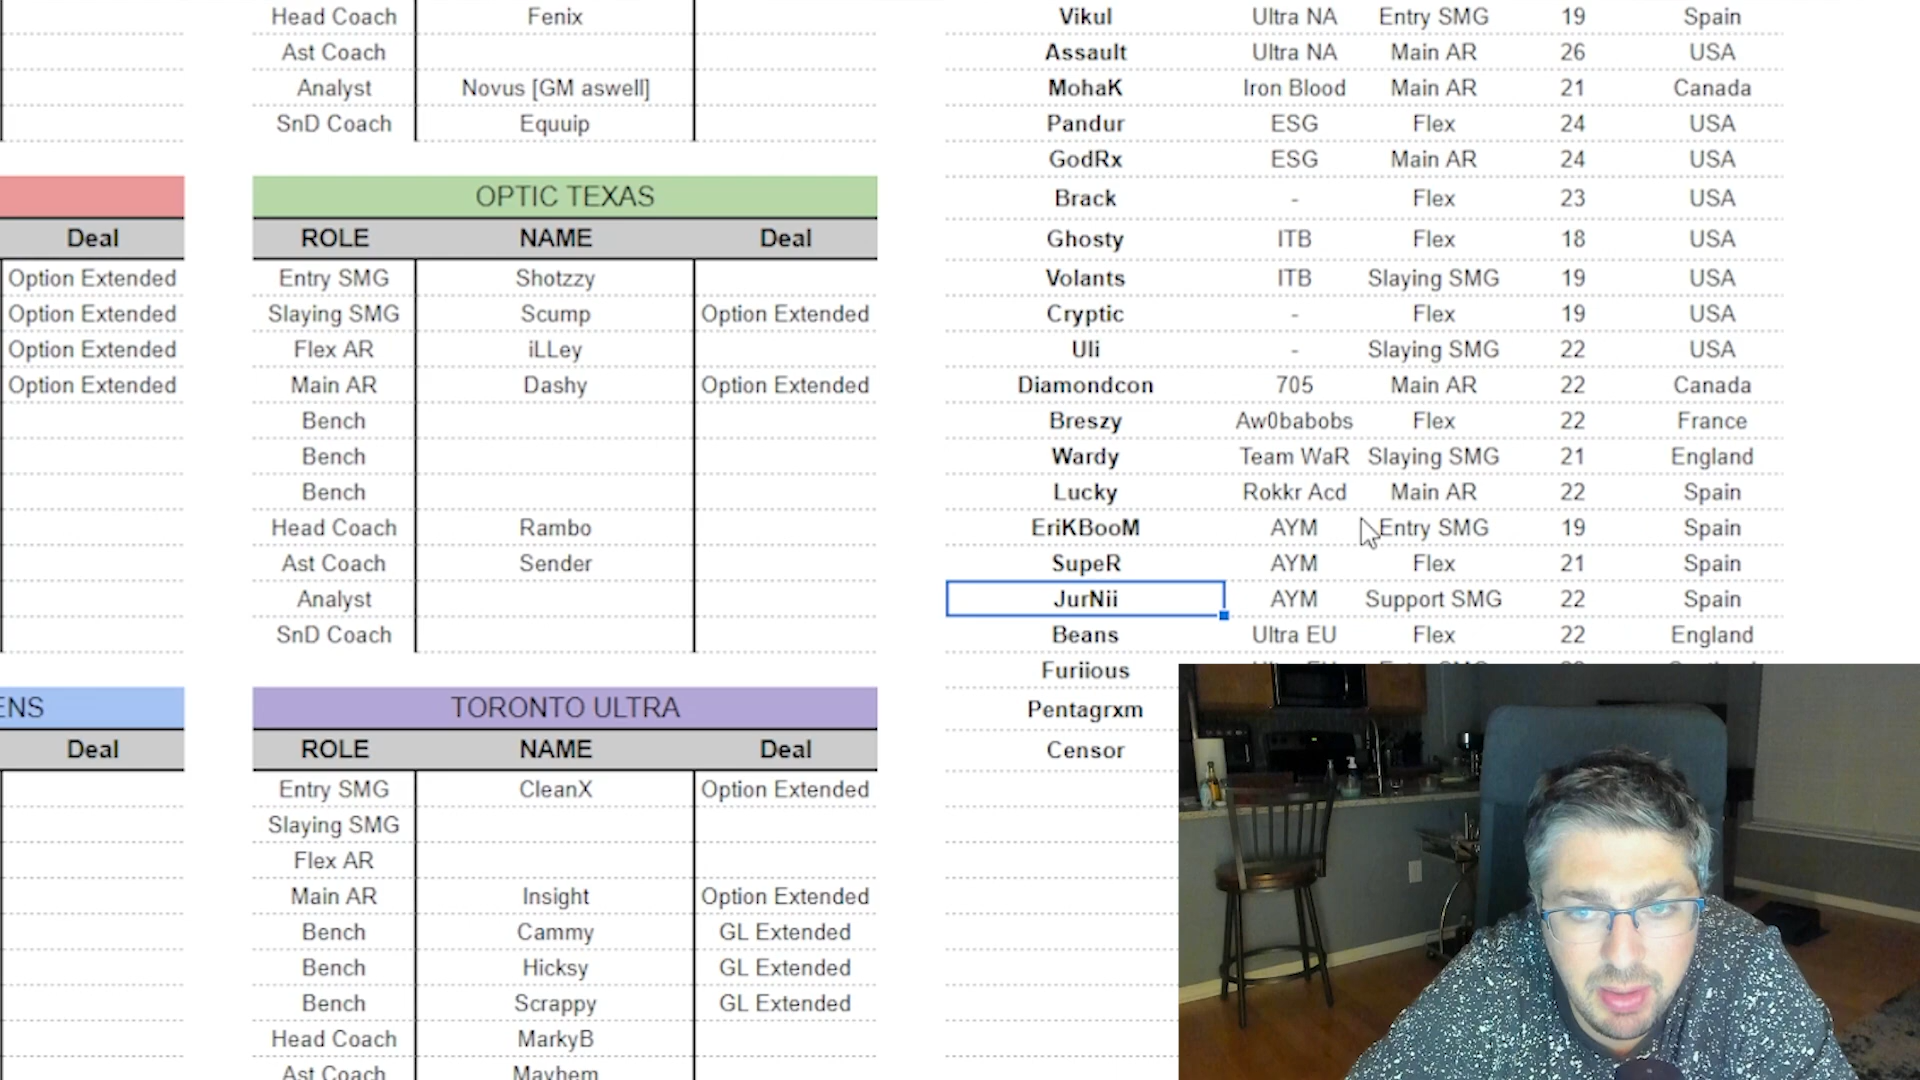 Head Coach Fenix
Ast Coach
Analyst Novus [GM aswell]
SnD Coach Equuip
OPTIC TEXAS
Deal
ROLE NAME Deal
Option Extended
Option Extended
Option Extended
Option Extended
Entry SMG Shotzzy
Slaying SMG Scump Option Extended
Flex AR iLLey
Main AR Dashy Option Extended
Bench
Bench
Bench
Head Coach Rambo
Ast Coach Sender
Analyst
SnD Coach
ENS
Deal
TORONTO ULTRA
ROLE NAME Deal
Entry SMG CleanX Option Extended
Slaying SMG
Flex AR
Main AR Insight Option Extended
Bench Cammy GL Extended
Bench Hicksy GL Extended
Bench Scrappy GL Extended
Head Coach MarkyB
Ast Coach Mayhem
Vikul Ultra NA Entry SMG 19 Spain
Assault Ultra NA Main AR 26 USA
MohaK Iron Blood Main AR 21 Canada
Pandur ESG Flex 24 USA
GodRx ESG Main AR 24 USA
Brack - Flex 23 USA
Ghosty ITB Flex 18 USA
Volants ITB Slaying SMG 19 USA
Cryptic - Flex 19 USA
Uli - Slaying SMG 22 USA
Diamondcon 705 Main AR 22 Canada
Breszy Aw0babobs Flex 22 France
Wardy Team WaR Slaying SMG 21 England
Lucky Rokkr Acd Main AR 22 Spain
EriKBooM AYM Entry SMG 19 Spain
SupeR AYM Flex 21 Spain
JurNii AYM Support SMG 22 Spain
Beans Ultra EU Flex 22 England
Furiious
Pentagrxm
Censor